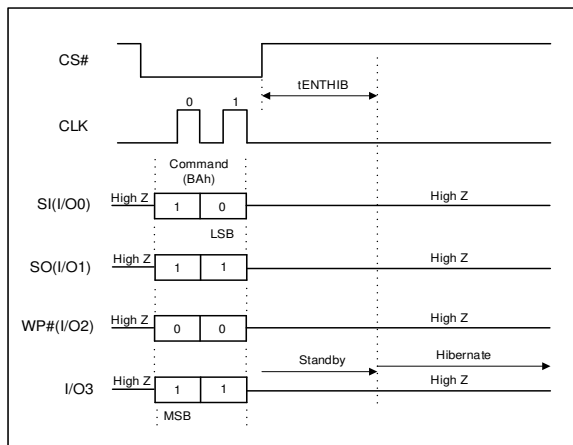 CS#
tENTHIB
0 1
CLK
Command
(BAh)
High Z High Z
SI(I/O0) 1 0
LSB
High Z High Z
SO(I/O1) 1 1
High Z High Z
WP#(I/O2) 0 0
Standby Hibernate
High Z High Z
I/O3 1 1
MSB